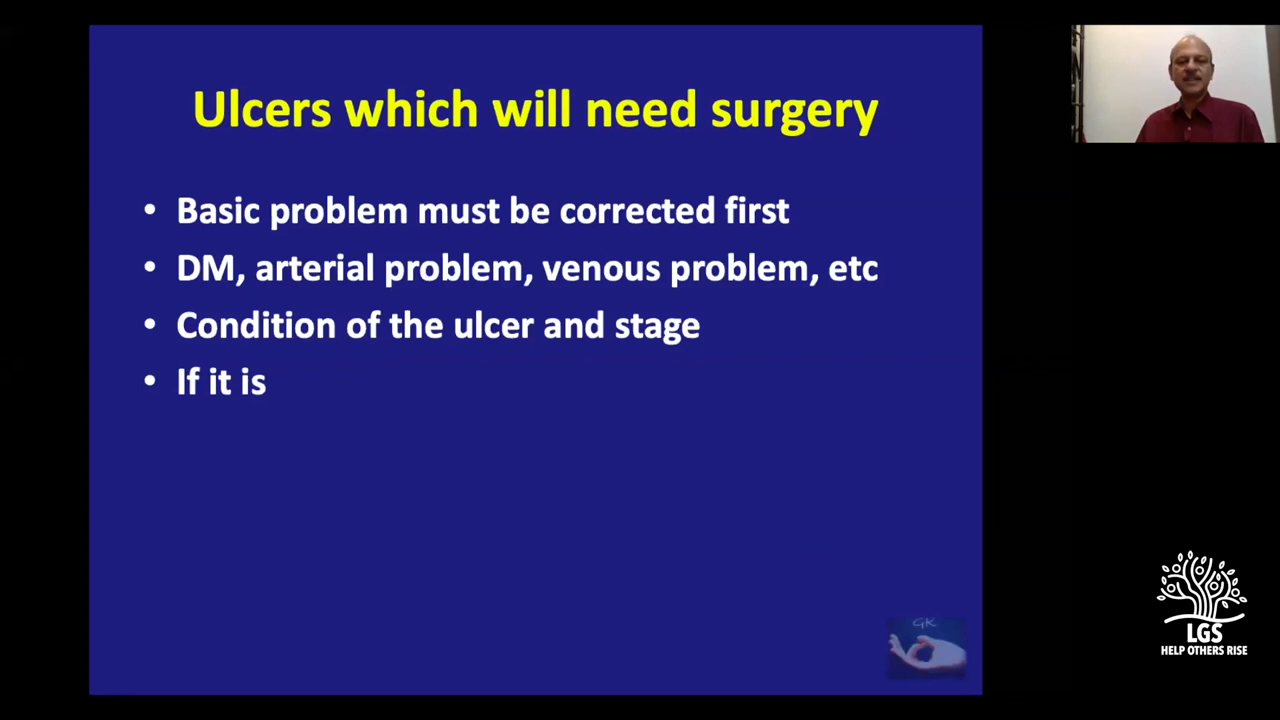 Ulcers which will need surgery
• Basic problem must be corrected first
• DM, arterial problem, venous problem, etc
• Condition of the ulcer and stage
• If it is
GK
LGS
HELP OTHERS RISE